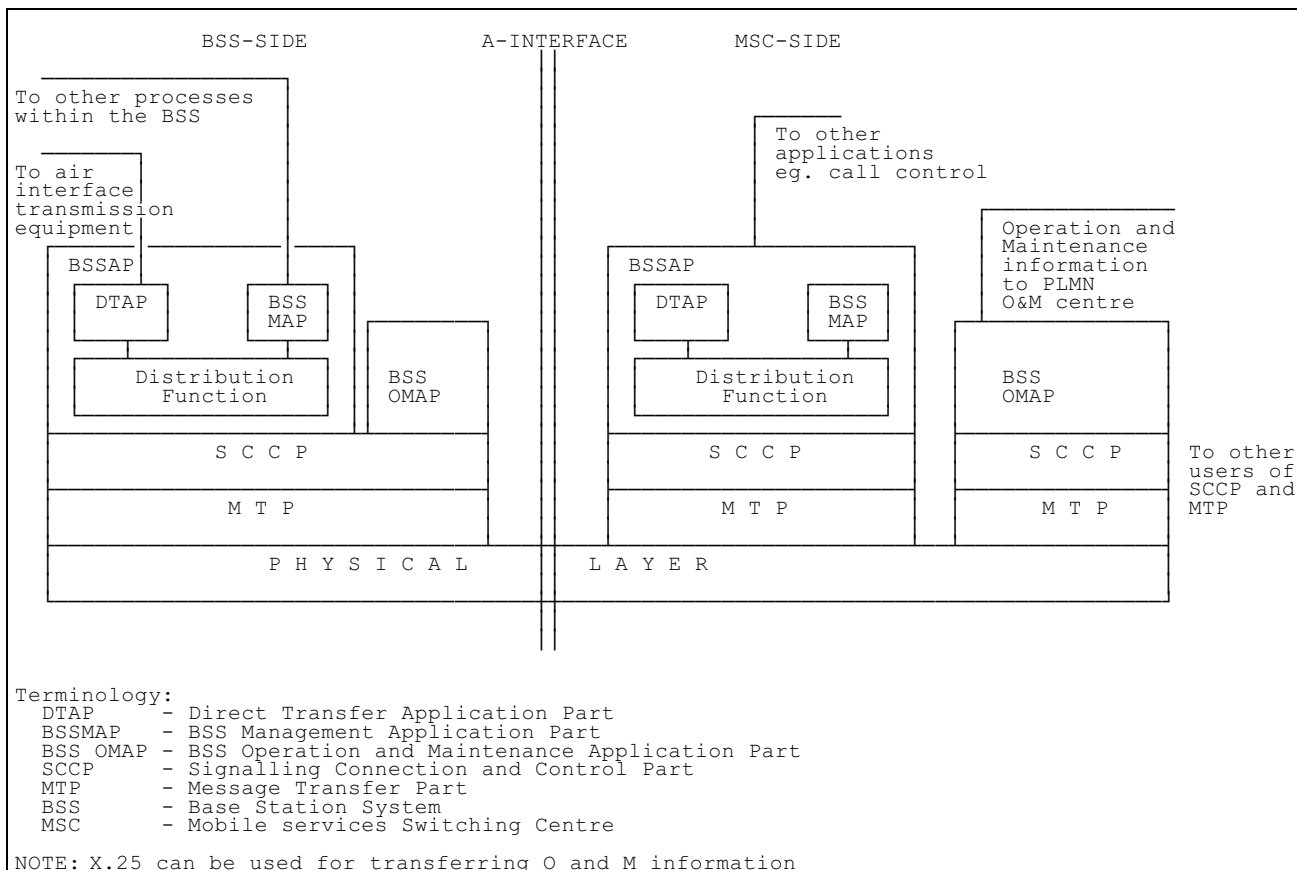 BSS-SIDE A-INTERFACE MSC-SIDE
To other processes
within the BSS
To air
interface
transmission
equipment
To other
applications
eg. call control
Operation and
Maintenance
information
to PLMN
O&M centre
BSSAP
DTAP
BSS
MAP
Distribution
Function
BSS
OMAP
BSSAP
DTAP
BSS
MAP
Distribution
Function
BSS
OMAP
S C C P
S C C P
S C C P
M T P
M T P
M T P
To other
users of
SCCP and
MTP
P H Y S I C A L L A Y E R
Terminology:
DTAP - Direct Transfer Application Part
BSSMAP - BSS Management Application Part
BSS OMAP - BSS Operation and Maintenance Application Part
SCCP - Signalling Connection and Control Part
MTP - Message Transfer Part
BSS - Base Station System
MSC - Mobile services Switching Centre
NOTE: X.25 can be used for transferring O and M information